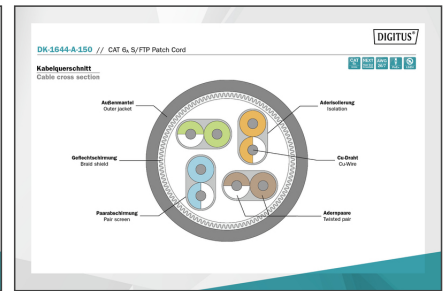 DIGITUS®
DK-1644-A-150 // CAT 6A S/FTP Patch Cord
Kabelquerschnitt
Cable cross section
Außenmantel
Outer jacket
Aderisolierung
Isolation
Geflechtschirmung
Braid shield
Cu-Draht
Cu-Wire
Paarabschirmung
Pair screen
Adernpaare
Twisted pair